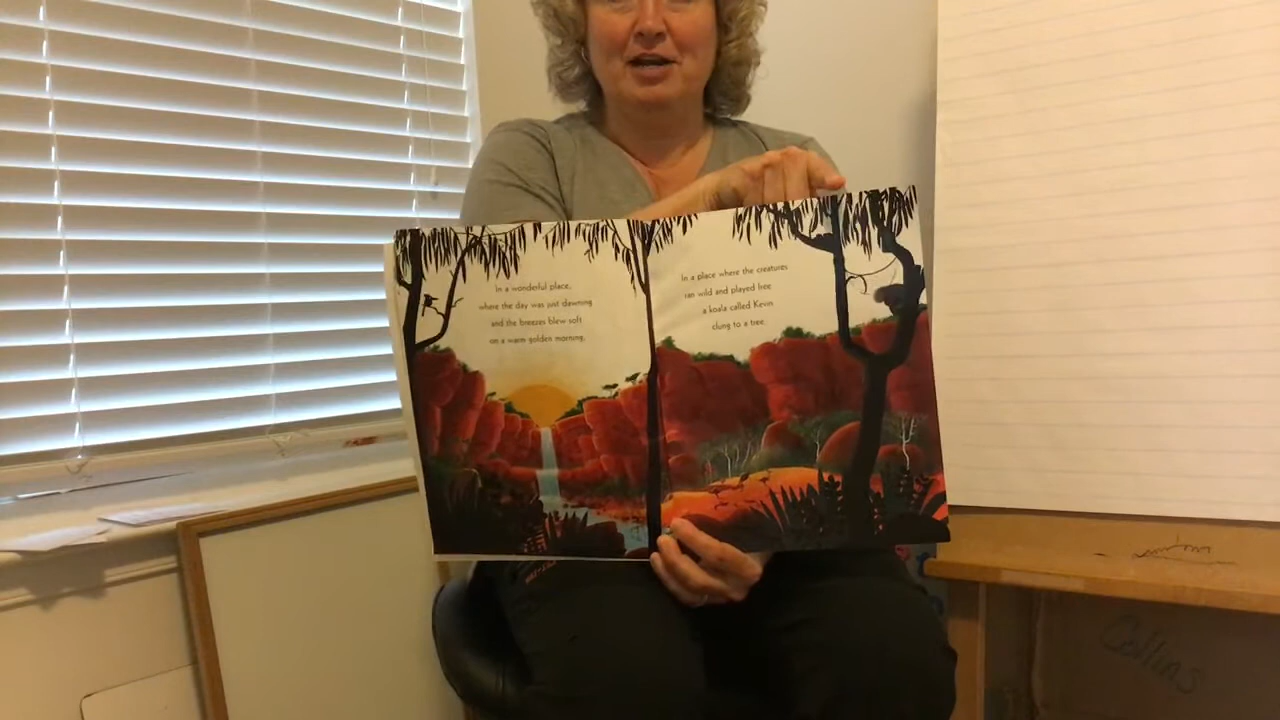 In a wonderful place,
where the day was just dawning
and the breezes blew soft
on a warm golden morning,
In a place where the creatures
ran wild and played free
a koala called Kevin
clung to a tree.
Collins